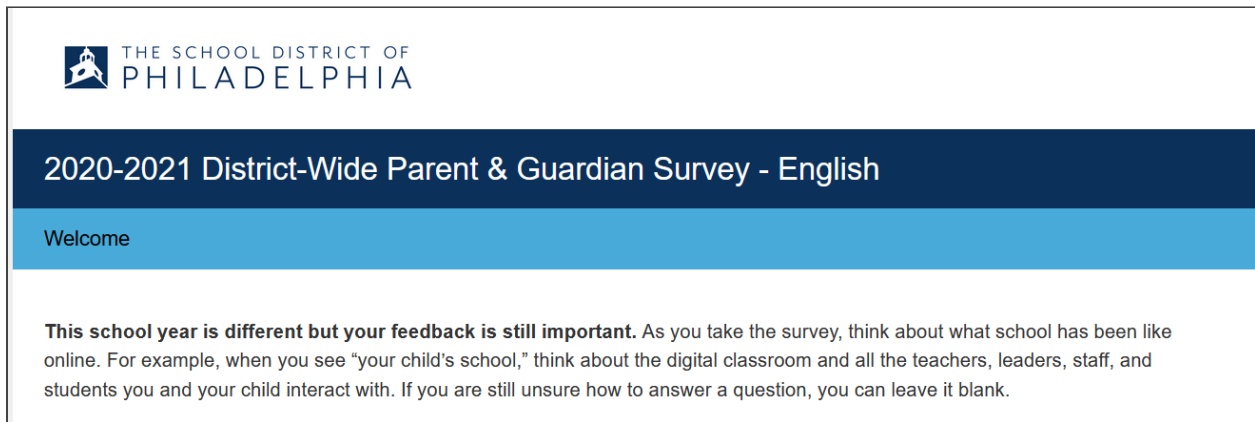 THE SCHOOL DISTRICT OF
PHILADELPHIA
2020-2021 District-Wide Parent & Guardian Survey - English
Welcome
This school year is different but your feedback is still important. As you take the survey, think about what school has been like
online. For example, when you see “your child’s school,” think about the digital classroom and all the teachers, leaders, staff, and
students you and your child interact with. If you are still unsure how to answer a question, you can leave it blank.